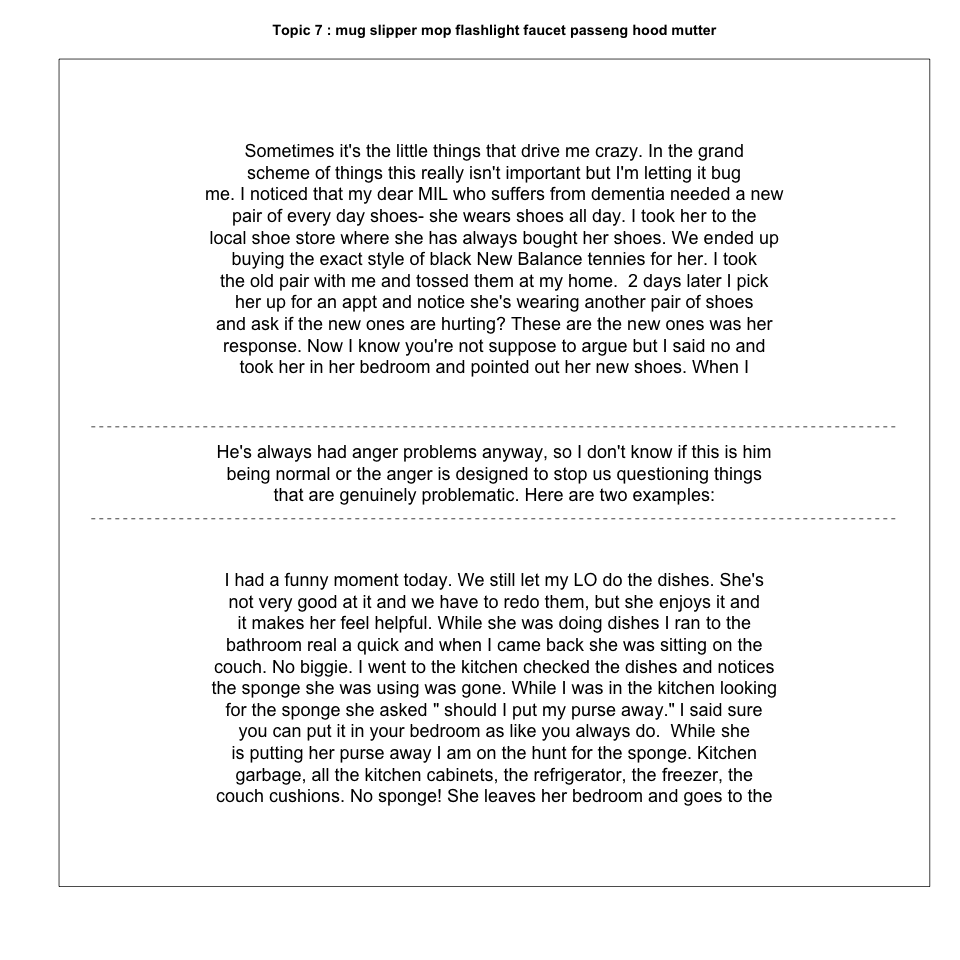 Topic 7 : mug slipper mop flashlight faucet passeng hood mutter
Sometimes it's the little things that drive me crazy. In the grand
scheme of things this really isn't important but I'm letting it bug
me. I noticed that my dear MIL who suffers from dementia needed a new
pair of every day shoes- she wears shoes all day. I took her to the
local shoe store where she has always bought her shoes. We ended up
buying the exact style of black New Balance tennies for her. I took
the old pair with me and tossed them at my home.  2 days later I pick
her up for an appt and notice she's wearing another pair of shoes
and ask if the new ones are hurting? These are the new ones was her
response. Now I know you're not suppose to argue but I said no and
took her in her bedroom and pointed out her new shoes. When I
He's always had anger problems anyway, so I don't know if this is him
being normal or the anger is designed to stop us questioning things
that are genuinely problematic. Here are two examples:
I had a funny moment today. We still let my LO do the dishes. She's
not very good at it and we have to redo them, but she enjoys it and
it makes her feel helpful. While she was doing dishes I ran to the
bathroom real a quick and when I came back she was sitting on the
couch. No biggie. I went to the kitchen checked the dishes and notices
the sponge she was using was gone. While I was in the kitchen looking
for the sponge she asked " should I put my purse away." I said sure
you can put it in your bedroom as like you always do.  While she
is putting her purse away I am on the hunt for the sponge. Kitchen
garbage, all the kitchen cabinets, the refrigerator, the freezer, the
couch cushions. No sponge! She leaves her bedroom and goes to the